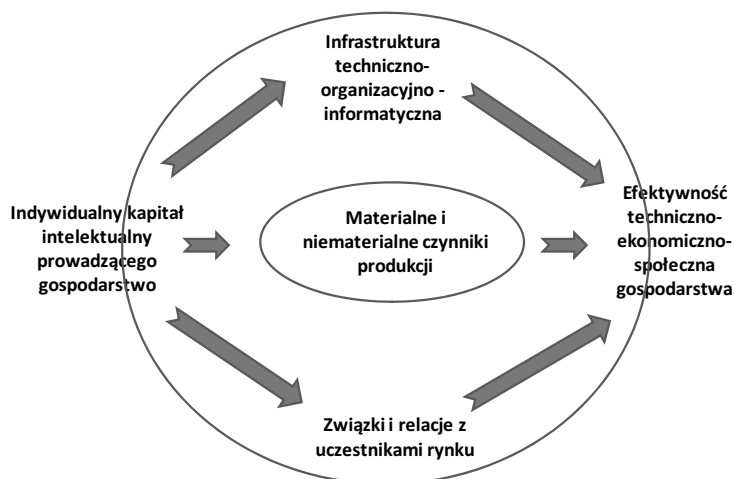 Infrastruktura
techniczno-
organizacyjno -
informatyczna
Indywidualny kapitał
intelektualny
prowadzącego
gospodarstwo
Materialne i
niematerialne czynniki
produkcji
Efektywność
techniczno-
ekonomiczno-
społeczna
gospodarstwa
Związki i relacje z
uczestnikami rynku